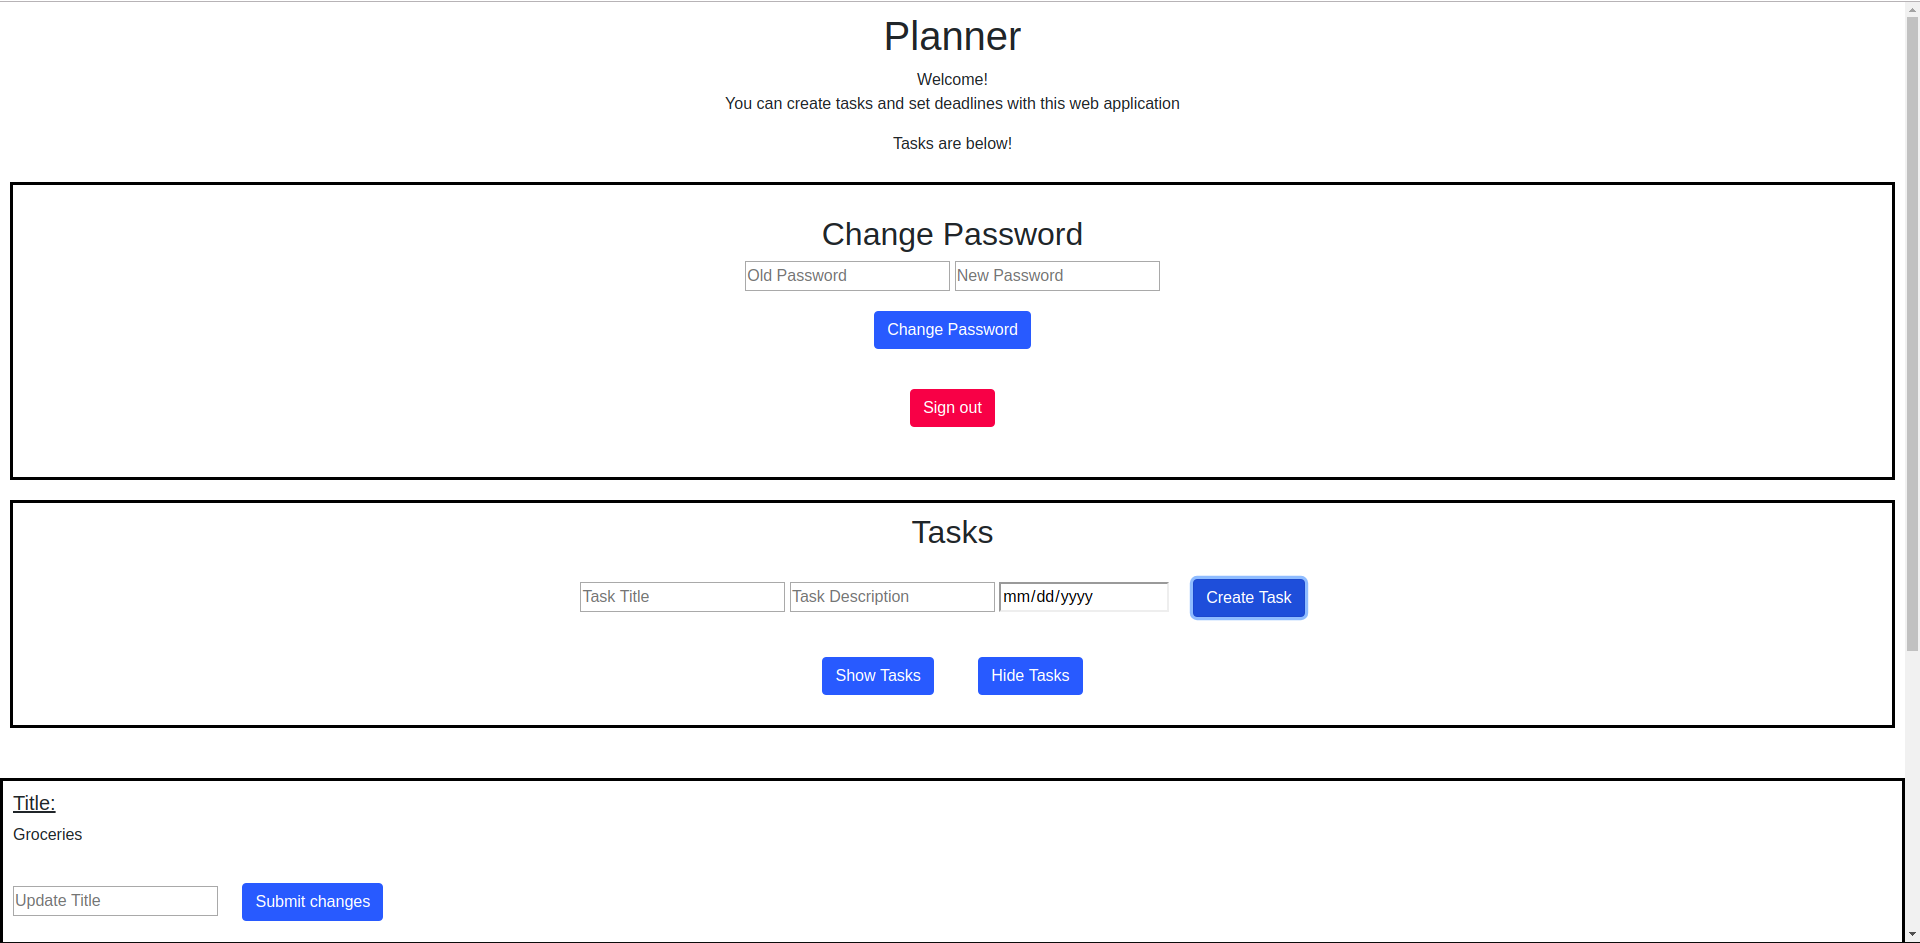 Planner
Welcome!
You can create tasks and set deadlines with this web application
Tasks are below!
Change Password
Old Password New Password
Change Password
Sign out
Tasks
Task Title Task Description mm/dd/yyyy Create Task
Show Tasks Hide Tasks
Title:
Groceries
Update Title Submit changes